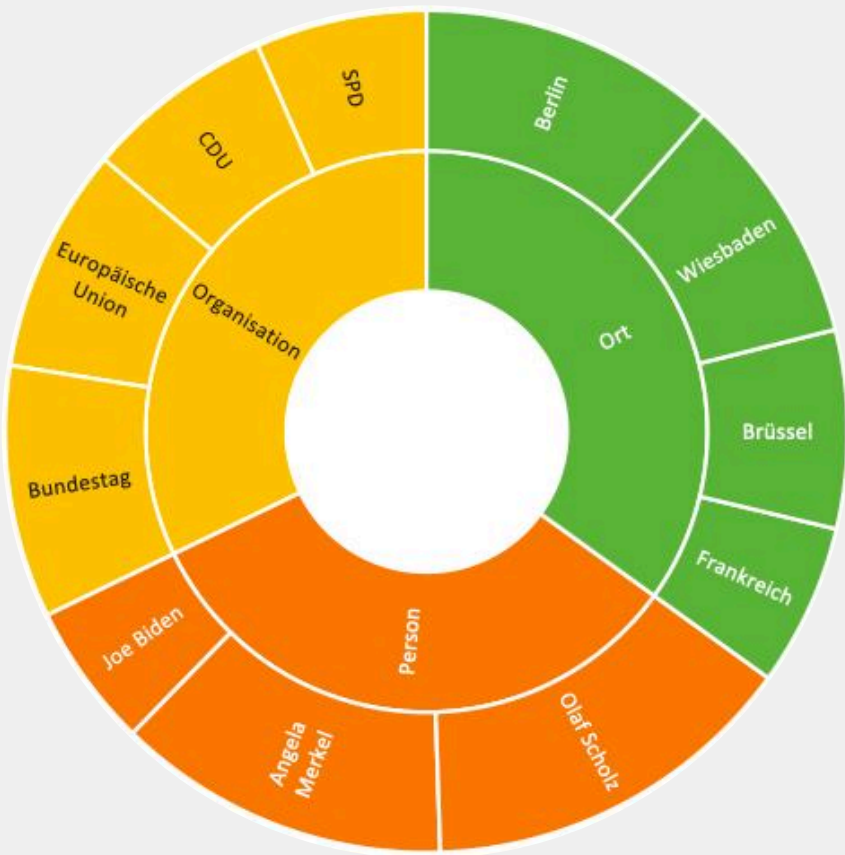 SPD
Berlin
CDU
Wiesbaden
Europäische
Union
Organisation
Ort
Brüssel
Bundestag
Frankreich
Joe Biden
Person
Angela
Merkel
Olaf Scholz